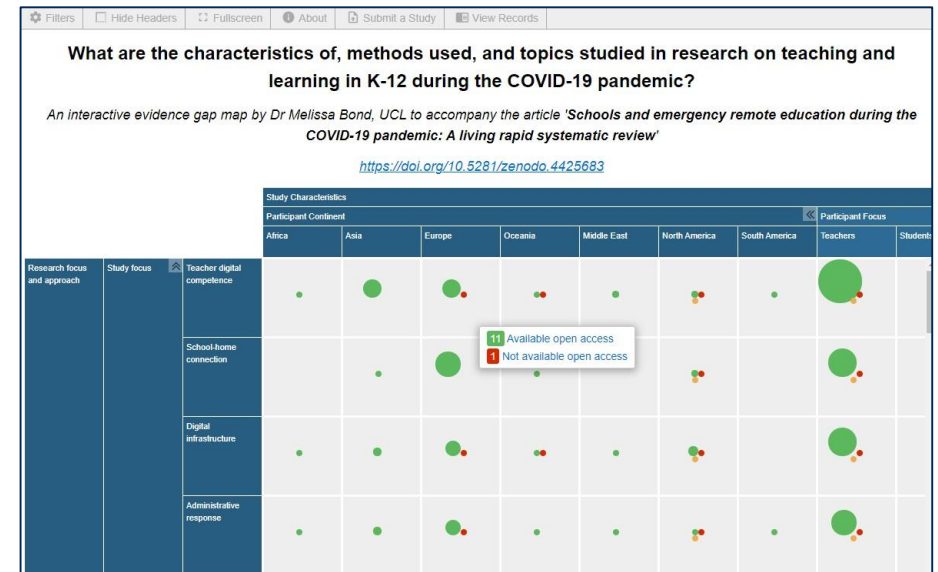 Filters
Hide Headers
Fullscreen
About
Submit a Study
View Records
What are the characteristics of, methods used, and topics studied in research on teaching and
learning in K-12 during the COVID-19 pandemic?
An interactive evidence gap map by Dr Melissa Bond, UCL to accompany the article 'Schools and emergency remote education during the
COVID-19 pandemic: A living rapid systematic review'
https://doi.org/10.5281/zenodo.4425683
Study Characteristics
Participant Continent
Participant Focus
Africa
Asia
Europe
Oceania
Middle East
North America
South America
Teachers
Students
Research focus
and approach
Study focus
Teacher digital
competence
11 Available open access
1 Not available open access
School-home
connection
Digital
infrastructure
Administrative
response